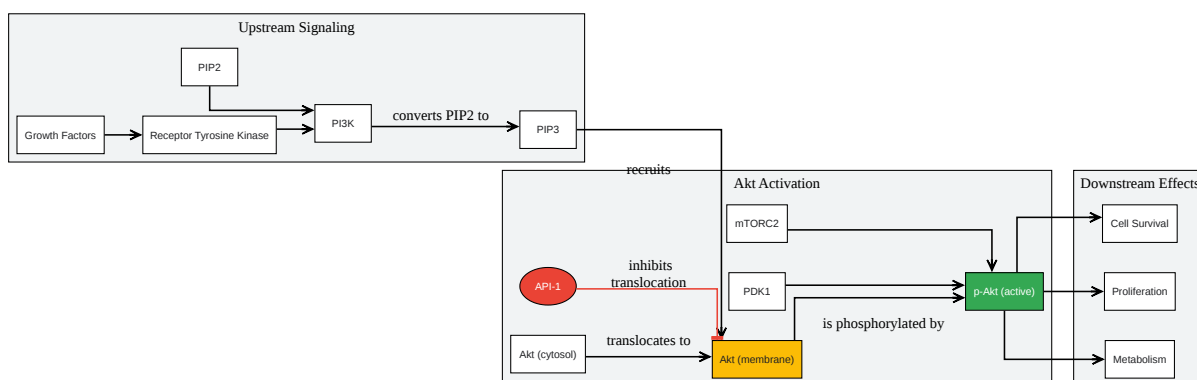 Upstream Signaling
PIP2
Growth Factors
Receptor Tyrosine Kinase
PI3K
converts PIP2 to
PIP3
recruits
Akt Activation
mTORC2
API-1
inhibits
translocation
PDK1
p-Akt (active)
is phosphorylated by
Akt (cytosol)
translocates to
Akt (membrane)
Downstream Effects
Cell Survival
Proliferation
Metabolism